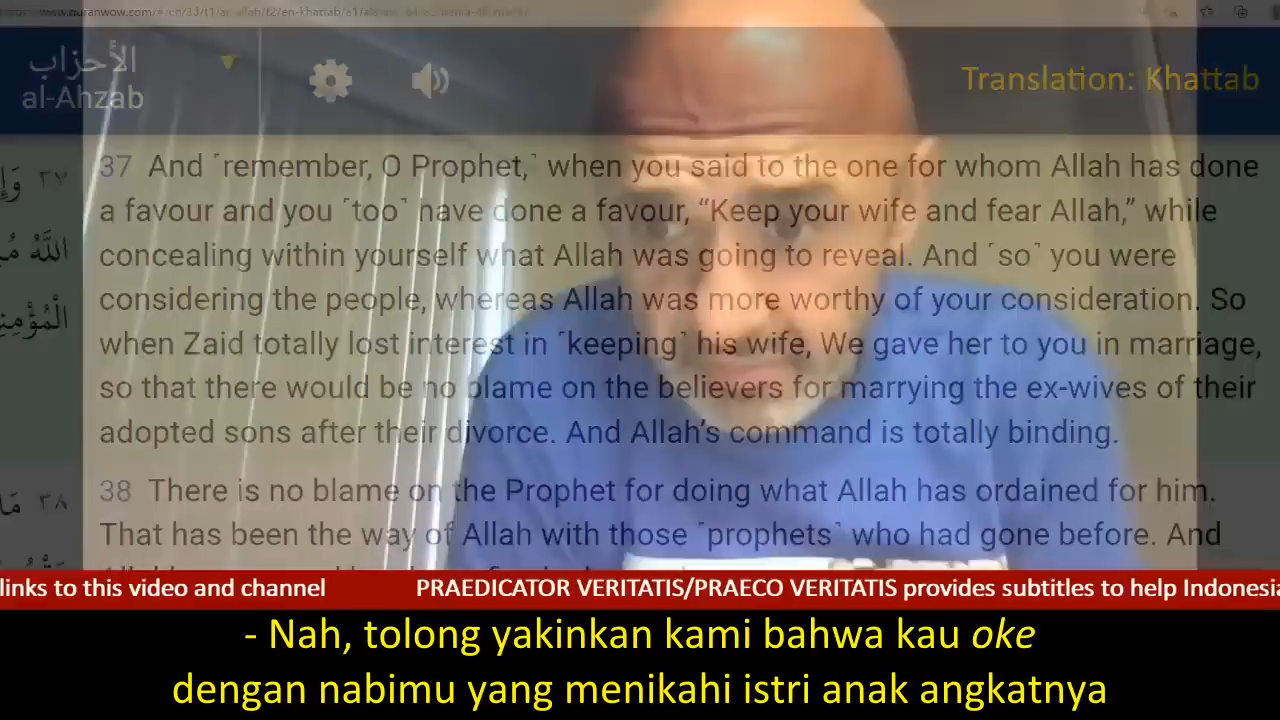 الأحزاب
al-Ahzab
Translation: Khattab
37 And ˹remember, O Prophet,˺ when you said to the one for whom Allah has done
a favour and you ˹too˺ have done a favour, “Keep your wife and fear Allah,” while
concealing within yourself what Allah was going to reveal. And ˹so˺ you were
considering the people, whereas Allah was more worthy of your consideration. So
when Zaid totally lost interest in ˹keeping˺ his wife, We gave her to you in marriage,
so that there would be no blame on the believers for marrying the ex-wives of their
adopted sons after their divorce. And Allah’s command is totally binding.
٣٧
اللَّهُ
38 There is no blame on the Prophet for doing what Allah has ordained for him.
That has been the way of Allah with those ˹prophets˺ who had gone before. And
٣٨
links to this video and channel PRAEDICATOR VERITATIS/PRAECO VERITATIS provides subtitles to help Indonesia
- Nah, tolong yakinkan kami bahwa kau oke
dengan nabimu yang menikahi istri anak angkatnya